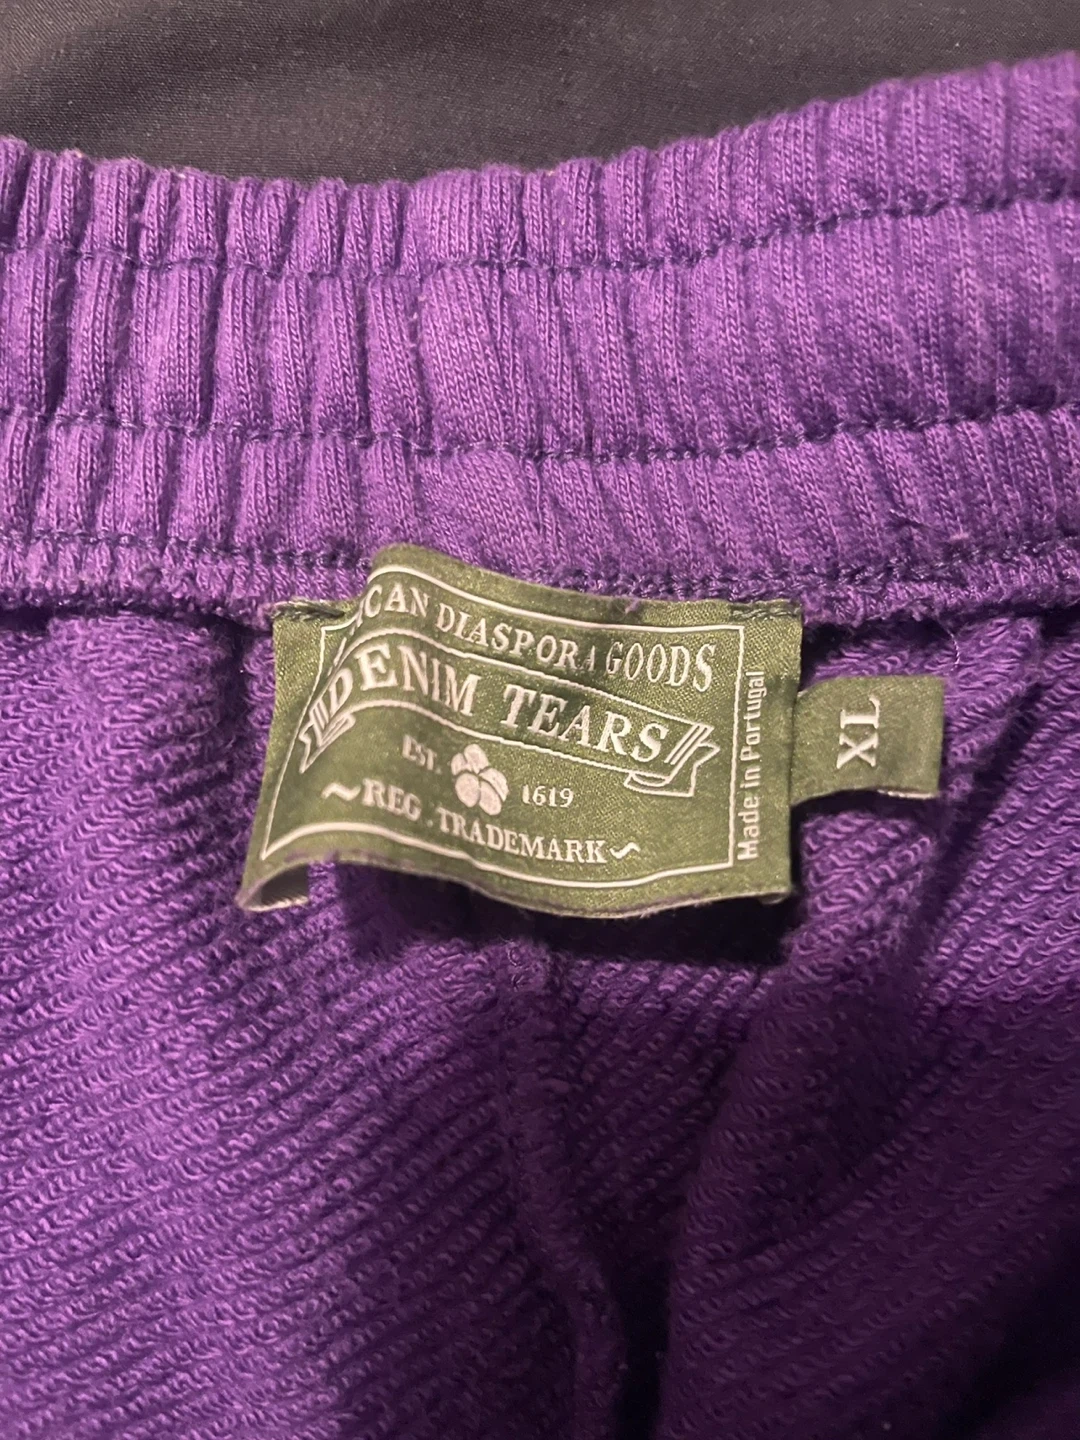 CAN DIASPORA GOODS
DENIM TEARS
EST. 1619
~REG. TRADEMARK~
Made in Portugal
XL